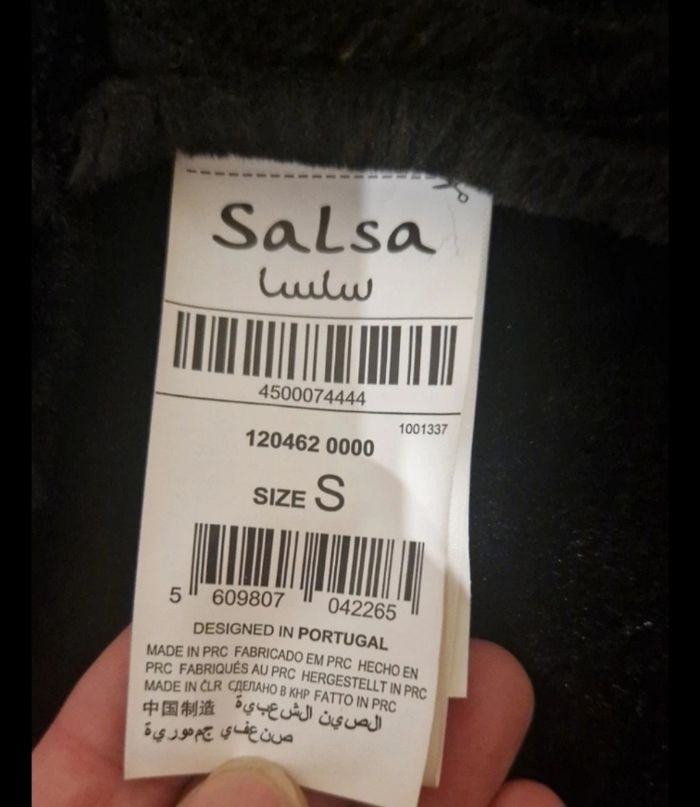 Salsa
سلسا
4500074444
1001337
120462 0000
SIZE S
5 609807 042265
DESIGNED IN PORTUGAL
MADE IN PRC FABRICADO EM PRC HECHO EN
PRC FABRIQUÉS AU PRC HERGESTELLT IN PRC
MADE IN ČLR СДЕЛАНО В КНР FATTO IN PRC
中国制造 الصين الشعبية
صنع في جمهورية